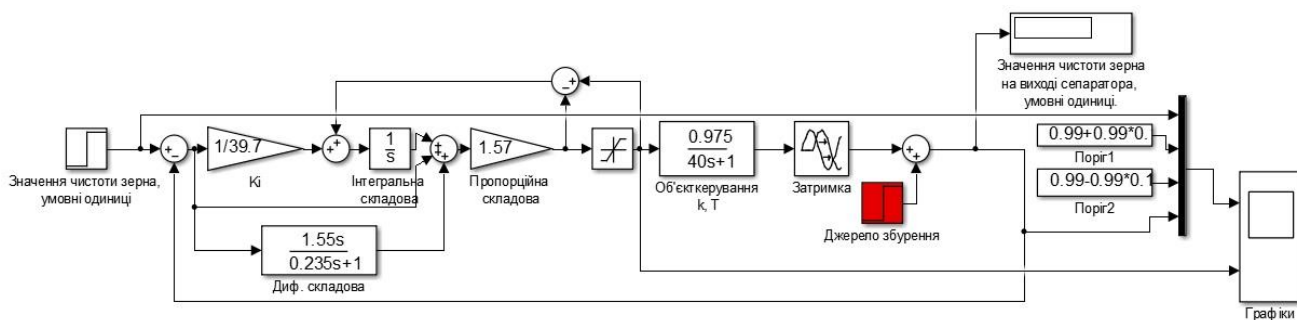 Значення чистоти зерна
на виході сепаратора,
умовні одиниці.
Значення чистоти зерна,
умовні одиниці
1/39.7
Ki
1
s
Інтегральна
складова
1.57
Пропорційна
складова
0.975
40s+1
Об'єкткерування
k, T
Затримка
Джерело збурення
0.99+0.99*0.
Поріг1
0.99-0.99*0.1
Поріг2
1.55s
0.235s+1
Диф. складова
Графіки